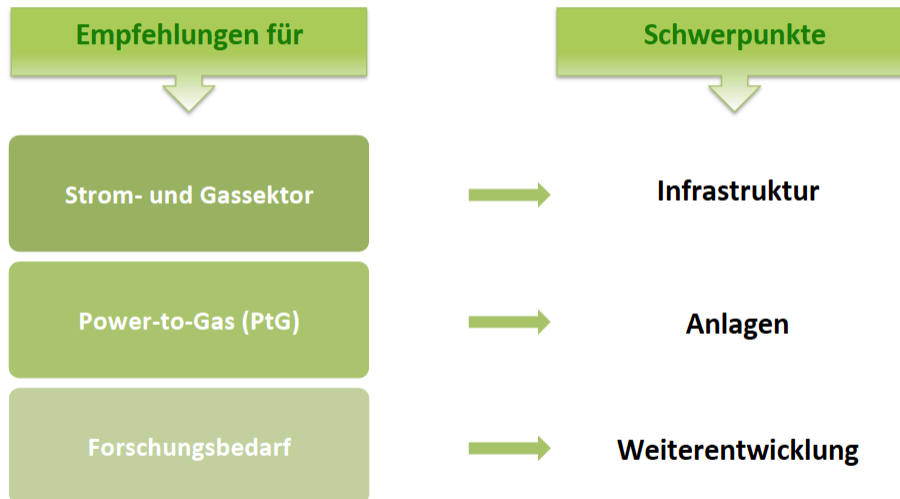 Empfehlungen für
Schwerpunkte
Strom- und Gassektor
Infrastruktur
Power-to-Gas (PtG)
Anlagen
Forschungsbedarf
Weiterentwicklung